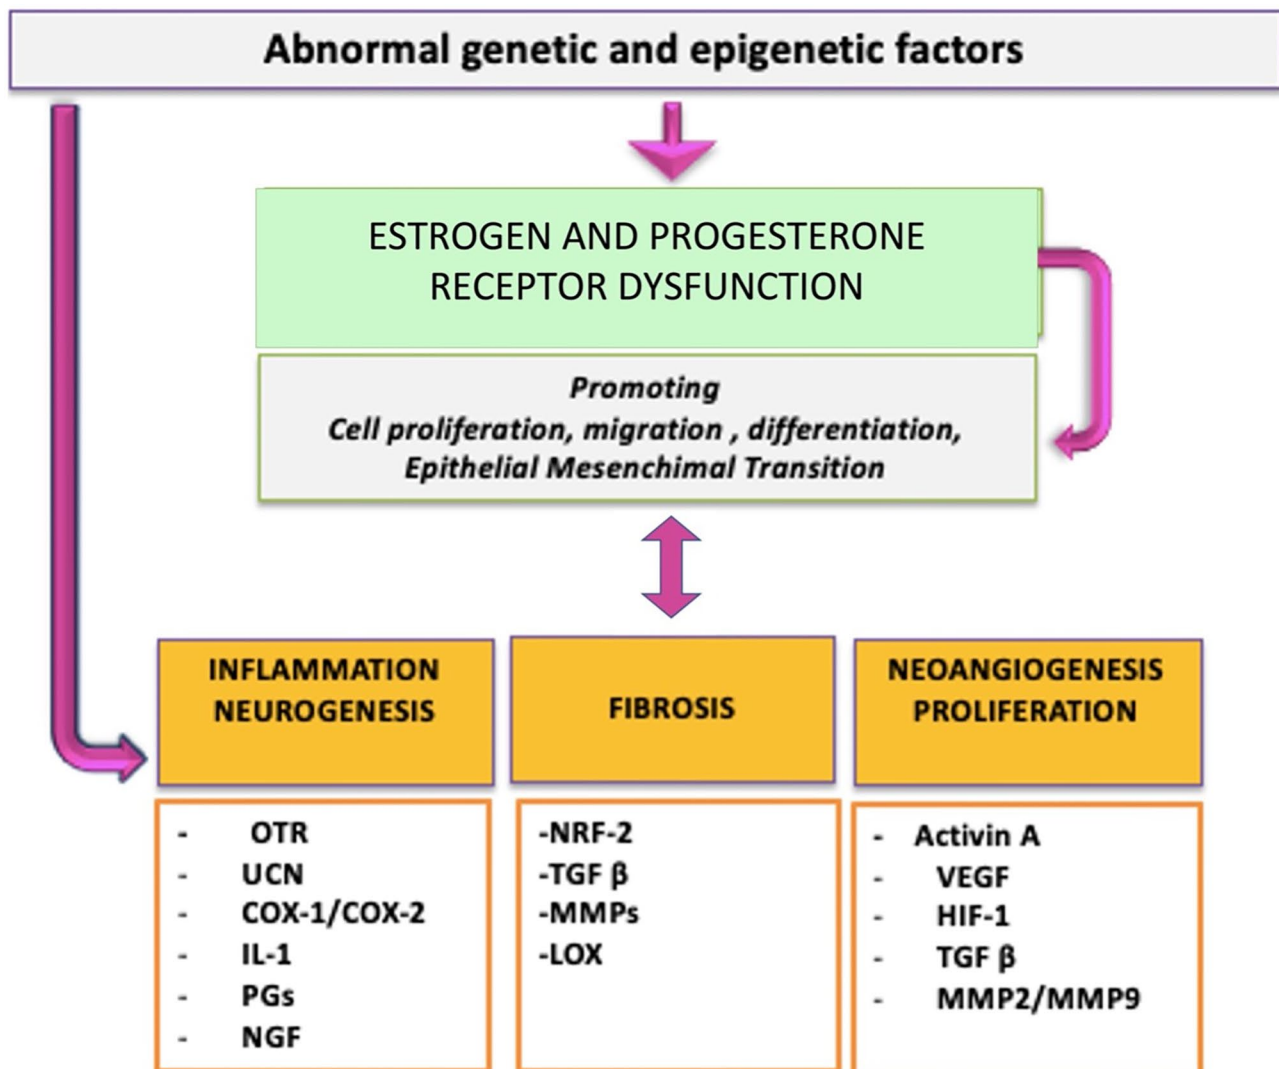 Abnormal genetic and epigenetic factors
ESTROGEN AND PROGESTERONE
RECEPTOR DYSFUNCTION
Promoting
Cell proliferation, migration , differentiation,
Epithelial Mesenchimal Transition
INFLAMMATION
NEUROGENESIS
- OTR
- UCN
- COX-1/COX-2
- IL-1
- PGs
- NGF
FIBROSIS
-NRF-2
-TGF β
-MMPs
-LOX
NEOANGIOGENESIS
PROLIFERATION
- Activin A
- VEGF
- HIF-1
- TGF β
- MMP2/MMP9